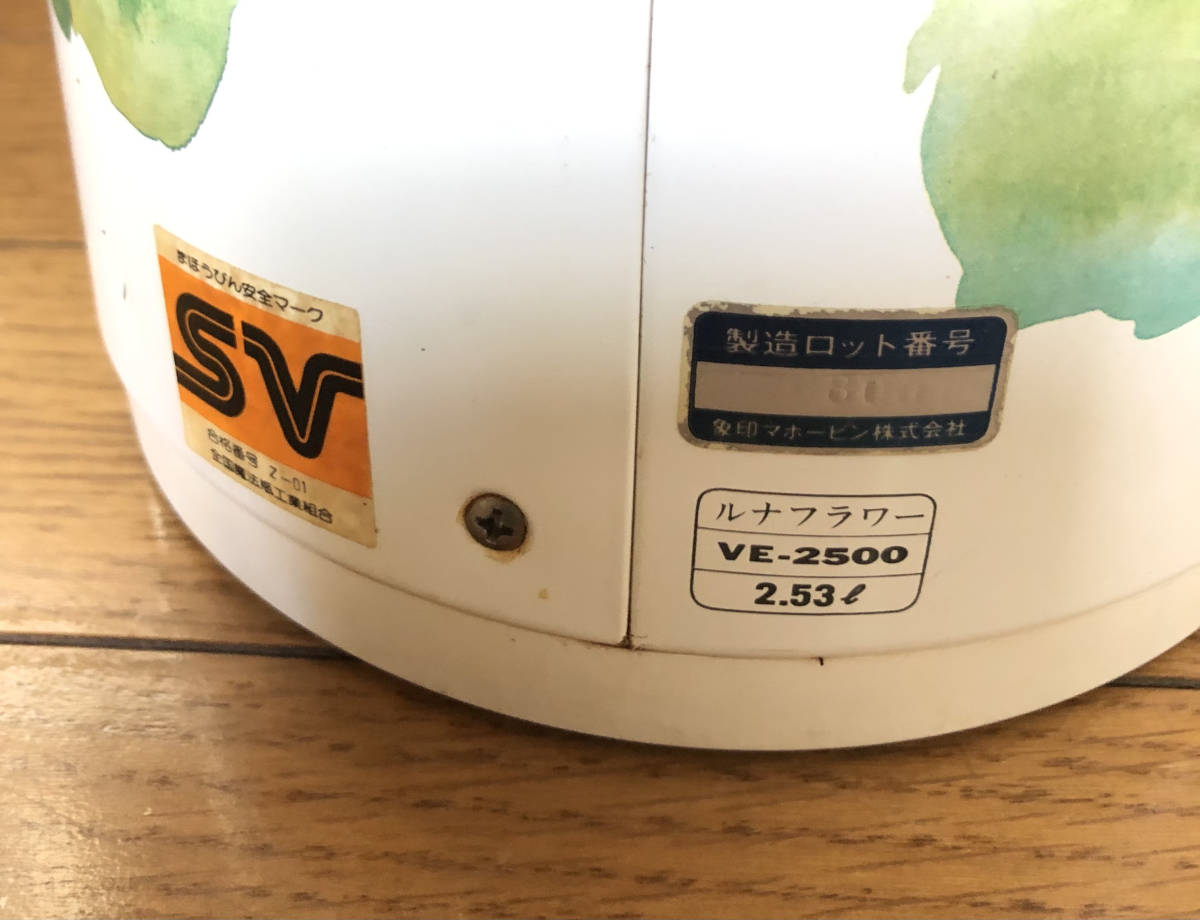 まほうびん安全マーク
SV
合格番号 Z-01
全国魔法瓶工業組合
製造ロット番号
象印マホービン株式会社
ルナフラワー
VE-2500
2.53ℓ